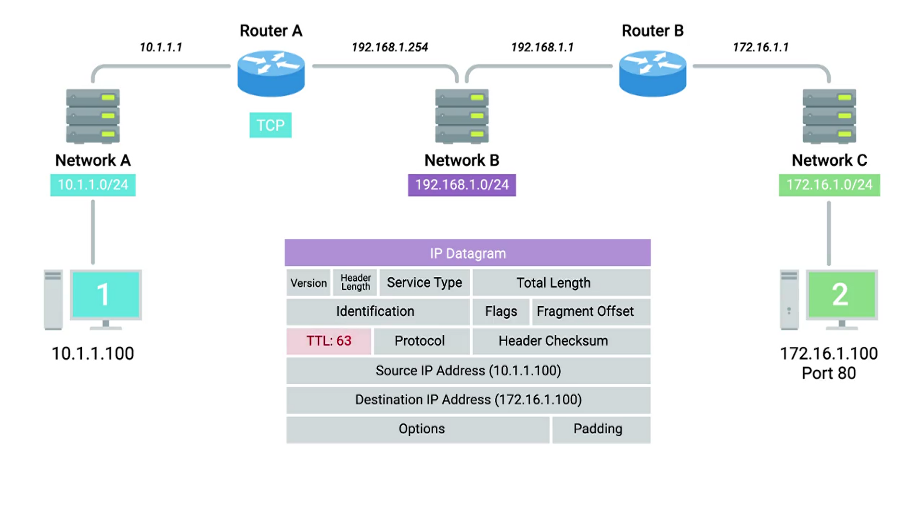 Router A
Router B
10.1.1.1
192.168.1.254
192.168.1.1
172.16.1.1
TCP
Network A
Network B
Network C
10.1.1.0/24
192.168.1.0/24
172.16.1.0/24
IP Datagram
Version
Header
Length
Service Type
Total Length
Identification
Flags
Fragment Offset
TTL: 63
Protocol
Header Checksum
Source IP Address (10.1.1.100)
Destination IP Address (172.16.1.100)
Options
Padding
1
10.1.1.100
2
172.16.1.100
Port 80